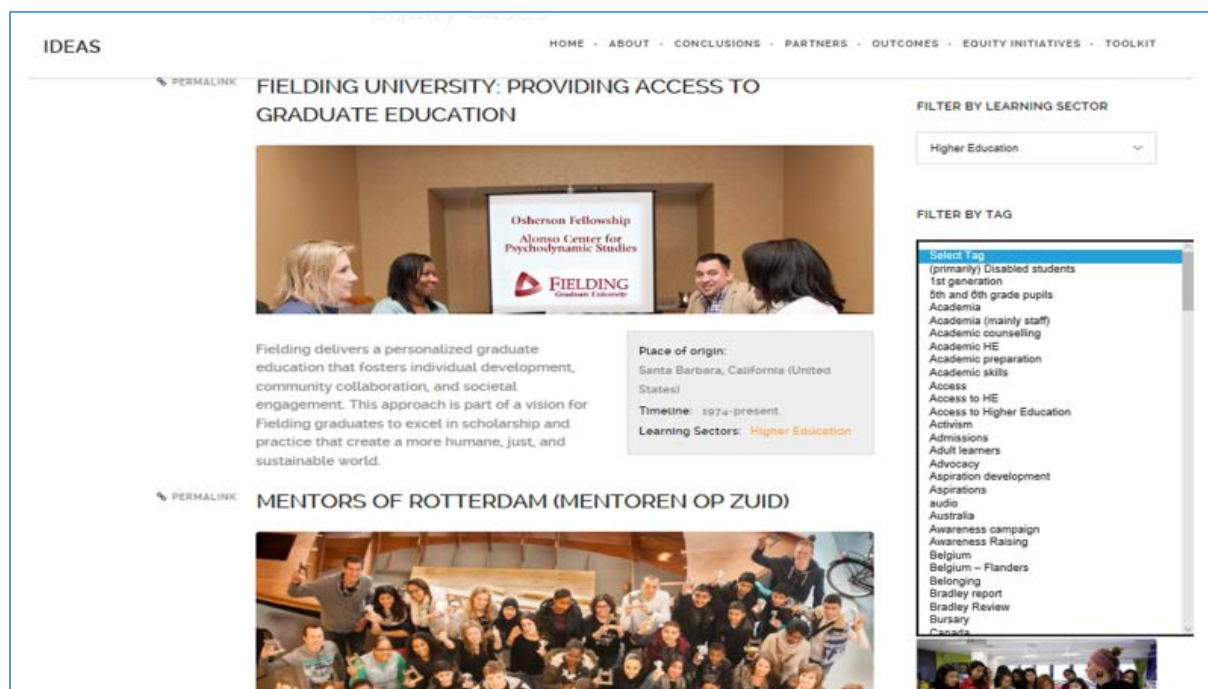 Equity Cases
IDEAS
HOME - ABOUT - CONCLUSIONS - PARTNERS - OUTCOMES - EQUITY INITIATIVES - TOOLKIT
PERMALINK
FIELDING UNIVERSITY: PROVIDING ACCESS TO
GRADUATE EDUCATION
Osherson Fellowship
Alonso Center for
Psychodynamic Studies
FIELDING
Graduate University
Fielding delivers a personalized graduate
education that fosters individual development,
community collaboration, and societal
engagement. This approach is part of a vision for
Fielding graduates to excel in scholarship and
practice that create a more humane, just, and
sustainable world.
Place of origin:
Santa Barbara, California (United
States)
Timeline: 1974-present
Learning Sectors: Higher Education
PERMALINK
MENTORS OF ROTTERDAM (MENTOREN OP ZUID)
FILTER BY LEARNING SECTOR
Higher Education
FILTER BY TAG
Select Tag
(primarily) Disabled students
1st generation
5th and 6th grade pupils
Academia
Academia (mainly staff)
Academic counselling
Academic HE
Academic preparation
Academic skills
Access
Access to HE
Access to Higher Education
Activism
Admissions
Adult learners
Advocacy
Aspiration development
Aspirations
audio
Australia
Awareness campaign
Awareness Raising
Belgium
Belgium – Flanders
Belonging
Bradley report
Bradley Review
Bursary
Canada